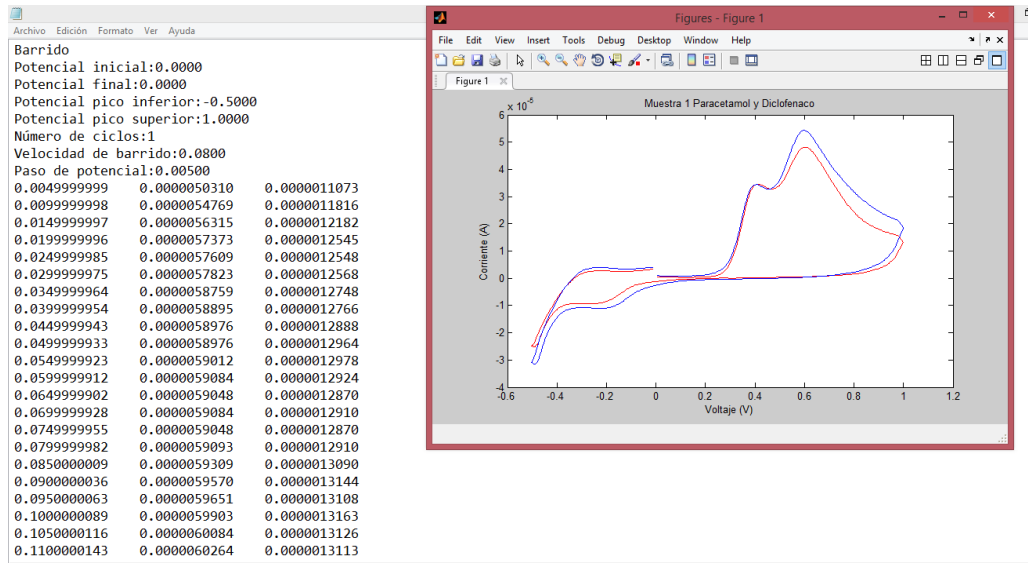 Archivo Edición Formato Ver Ayuda
Barrido
Potencial inicial:0.0000
Potencial final:0.0000
Potencial pico inferior:-0.5000
Potencial pico superior:1.0000
Número de ciclos:1
Velocidad de barrido:0.0800
Paso de potencial:0.00500
0.0049999999 0.0000050310 0.0000011073
0.0099999998 0.0000054769 0.0000011816
0.0149999997 0.0000056315 0.0000012182
0.0199999996 0.0000057373 0.0000012545
0.0249999985 0.0000057609 0.0000012548
0.0299999975 0.0000057823 0.0000012568
0.0349999964 0.0000058759 0.0000012748
0.0399999954 0.0000058895 0.0000012766
0.0449999943 0.0000058976 0.0000012888
0.0499999933 0.0000058976 0.0000012964
0.0549999923 0.0000059012 0.0000012978
0.0599999912 0.0000059084 0.0000012924
0.0649999902 0.0000059048 0.0000012870
0.0699999928 0.0000059084 0.0000012910
0.0749999955 0.0000059048 0.0000012870
0.0799999982 0.0000059093 0.0000012910
0.0850000009 0.0000059309 0.0000013090
0.0900000036 0.0000059570 0.0000013144
0.0950000063 0.0000059651 0.0000013108
0.1000000089 0.0000059903 0.0000013163
0.1050000116 0.0000060084 0.0000013126
0.1100000143 0.0000060264 0.0000013113
Figures - Figure 1
File Edit View Insert Tools Debug Desktop Window Help
Figure 1
x 10-5
Muestra 1 Paracetamol y Diclofenaco
6
5
4
3
2
1
0
-1
-2
-3
-4
Corriente (A)
-0.6 -0.4 -0.2 0 0.2 0.4 0.6 0.8 1 1.2
Voltaje (V)